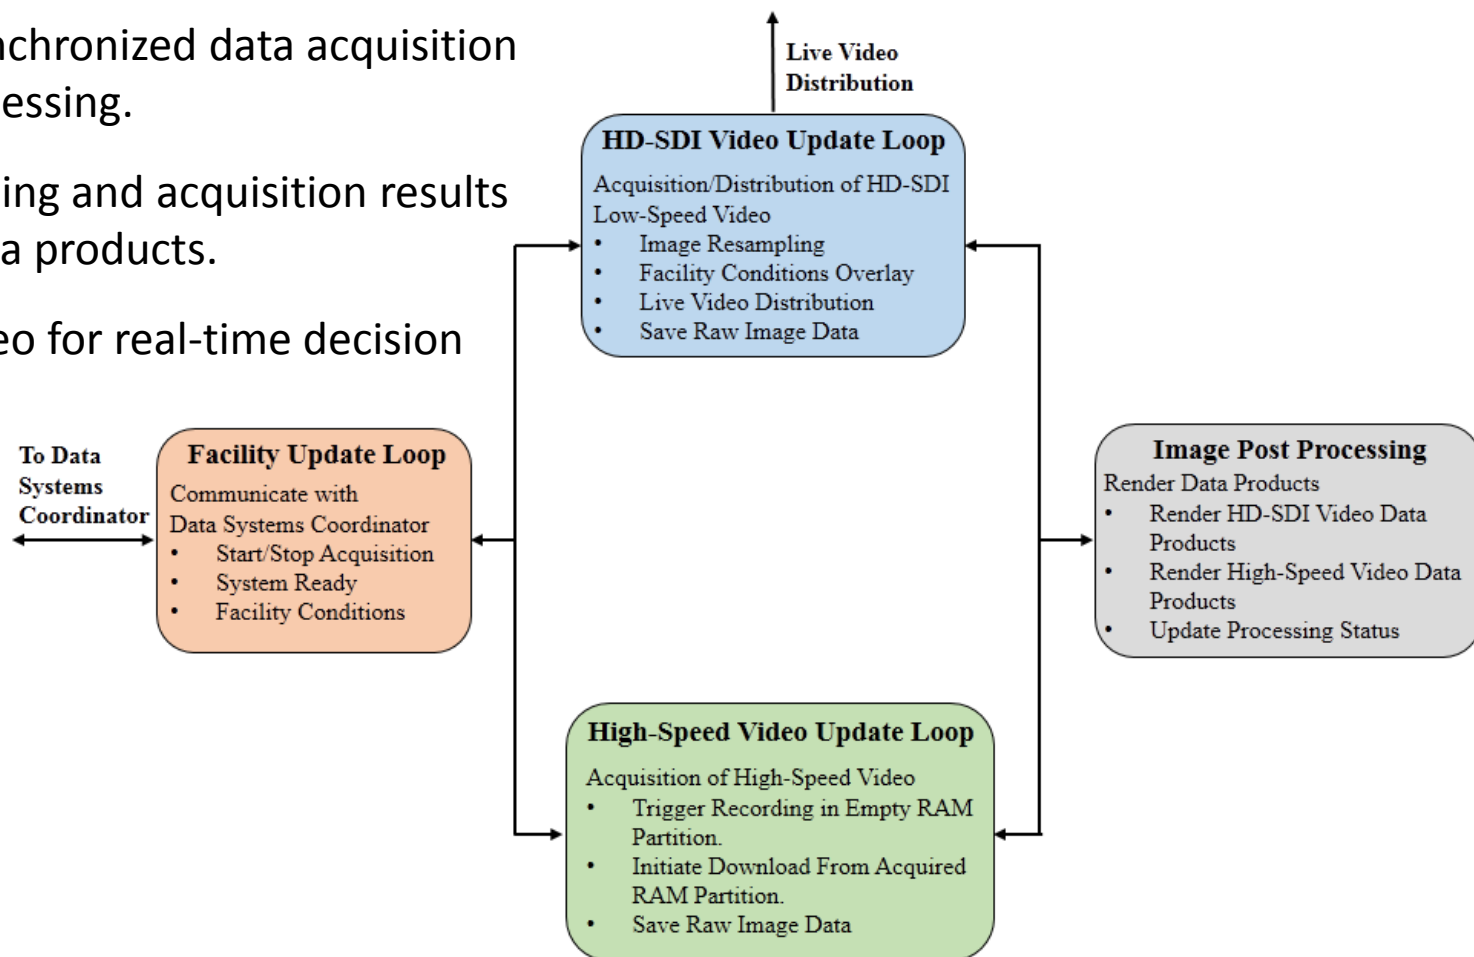 nchronized data acquisition
essing.
ing and acquisition results
a products.
eo for real-time decision
Live Video
Distribution
HD-SDI Video Update Loop
Acquisition/Distribution of HD-SDI
Low-Speed Video
• Image Resampling
• Facility Conditions Overlay
• Live Video Distribution
• Save Raw Image Data
To Data
Systems
Coordinator
Facility Update Loop
Communicate with
Data Systems Coordinator
• Start/Stop Acquisition
• System Ready
• Facility Conditions
Image Post Processing
Render Data Products
• Render HD-SDI Video Data
Products
• Render High-Speed Video Data
Products
• Update Processing Status
High-Speed Video Update Loop
Acquisition of High-Speed Video
• Trigger Recording in Empty RAM
Partition.
• Initiate Download From Acquired
RAM Partition.
• Save Raw Image Data